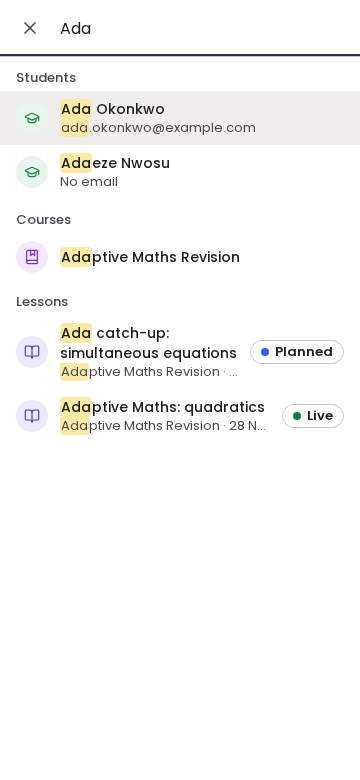 Ada
Students
Ada Okonkwo
ada.okonkwo@example.com
Adaeze Nwosu
No email
Courses
Adaptive Maths Revision
Lessons
Ada catch-up:
simultaneous equations
Adaptive Maths Revision · ...
Planned
Adaptive Maths: quadratics
Adaptive Maths Revision · 28 N...
Live